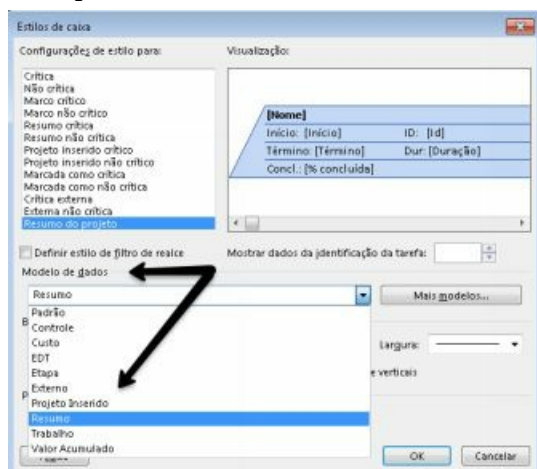 Estilos de caixa
Configurações de estilo para:
Visualização:
Crítica
Não crítica
Marco crítico
Marco não crítico
Resumo crítica
Resumo não crítica
Projeto inserido crítico
Projeto inserido não crítico
Marcada como crítica
Marcada como não crítica
Crítica externa
Externa não crítica
Resumo do projeto
[Nome]
Início: [Início] ID: [Id]
Término: [Término] Dur: [Duração]
Concl.: [% concluída]
Definir estilo de filtro de realce
Mostrar dados da identificação da tarefa:
Modelo de dados
Resumo
Mais modelos...
Padrão
Controle
Custo
EDT
Etapa
Externo
Projeto Inserido
Resumo
Trabalho
Valor Acumulado
Largura:
e verticais
OK
Cancelar